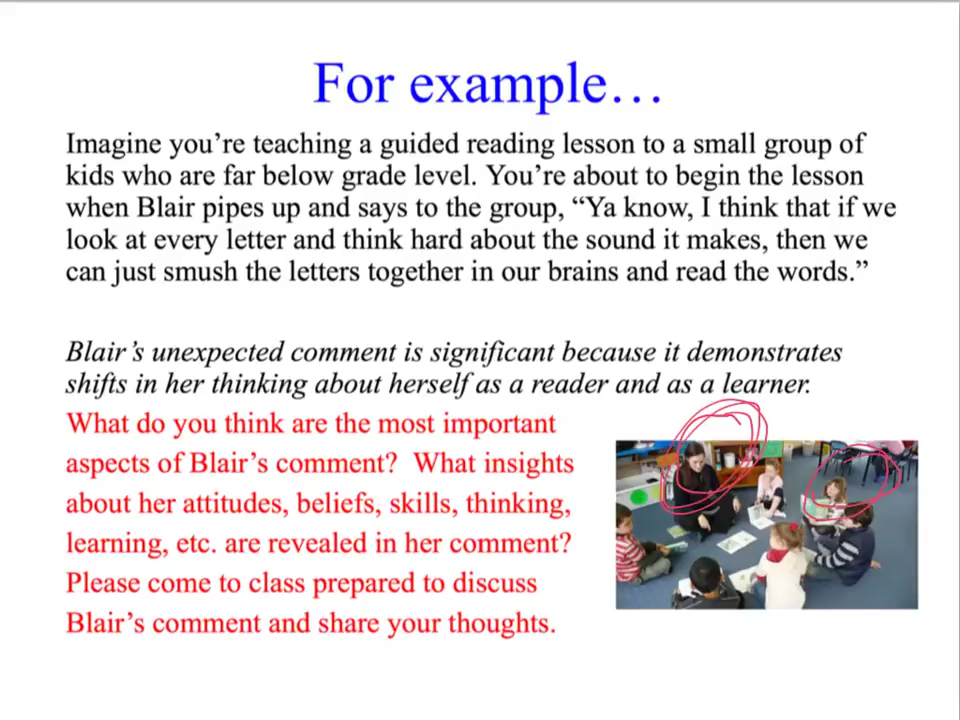 For example…
Imagine you’re teaching a guided reading lesson to a small group of
kids who are far below grade level. You’re about to begin the lesson
when Blair pipes up and says to the group, “Ya know, I think that if we
look at every letter and think hard about the sound it makes, then we
can just smush the letters together in our brains and read the words.”
Blair’s unexpected comment is significant because it demonstrates
shifts in her thinking about herself as a reader and as a learner.
What do you think are the most important
aspects of Blair’s comment?  What insights
about her attitudes, beliefs, skills, thinking,
learning, etc. are revealed in her comment?
Please come to class prepared to discuss
Blair’s comment and share your thoughts.